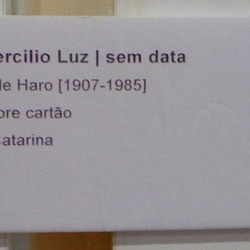 ercilio Luz | sem data
de Haro [1907-1985]
bre cartão
Catarina